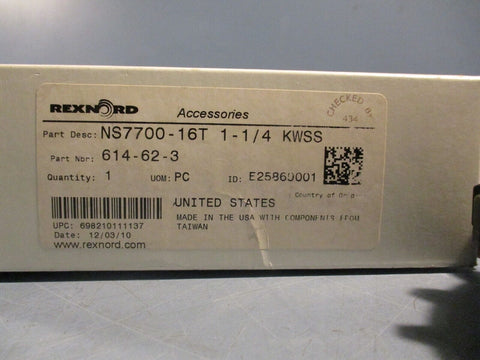 REXNORD
Accessories
CHECKED BY
434
Part Desc: NS7700-16T 1-1/4 KWSS
Part Nbr: 614-62-3
Quantity: 1 UOM: PC ID: E25869001
Country of Orig
UNITED STATES
MADE IN THE USA WITH COMPONENTS FROM
TAIWAN
UPC: 698210111137
Date: 12/03/10
www.rexnord.com